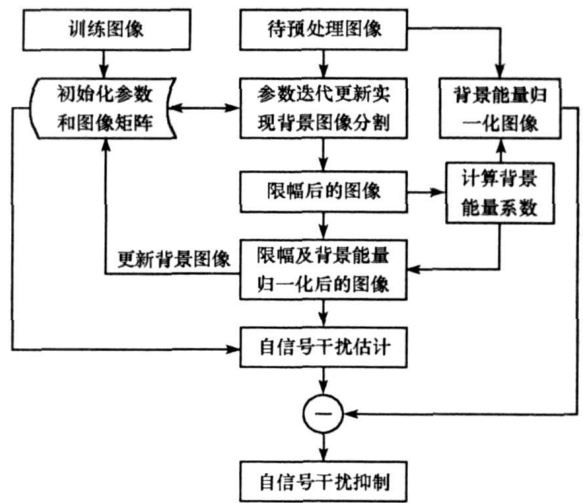 训练图像
待预处理图像
初始化参数
和图像矩阵
参数迭代更新实
现背景图像分割
背景能量归
一化图像
限幅后的图像
计算背景
能量系数
更新背景图像
限幅及背景能量
归一化后的图像
自信号干扰估计
自信号干扰抑制